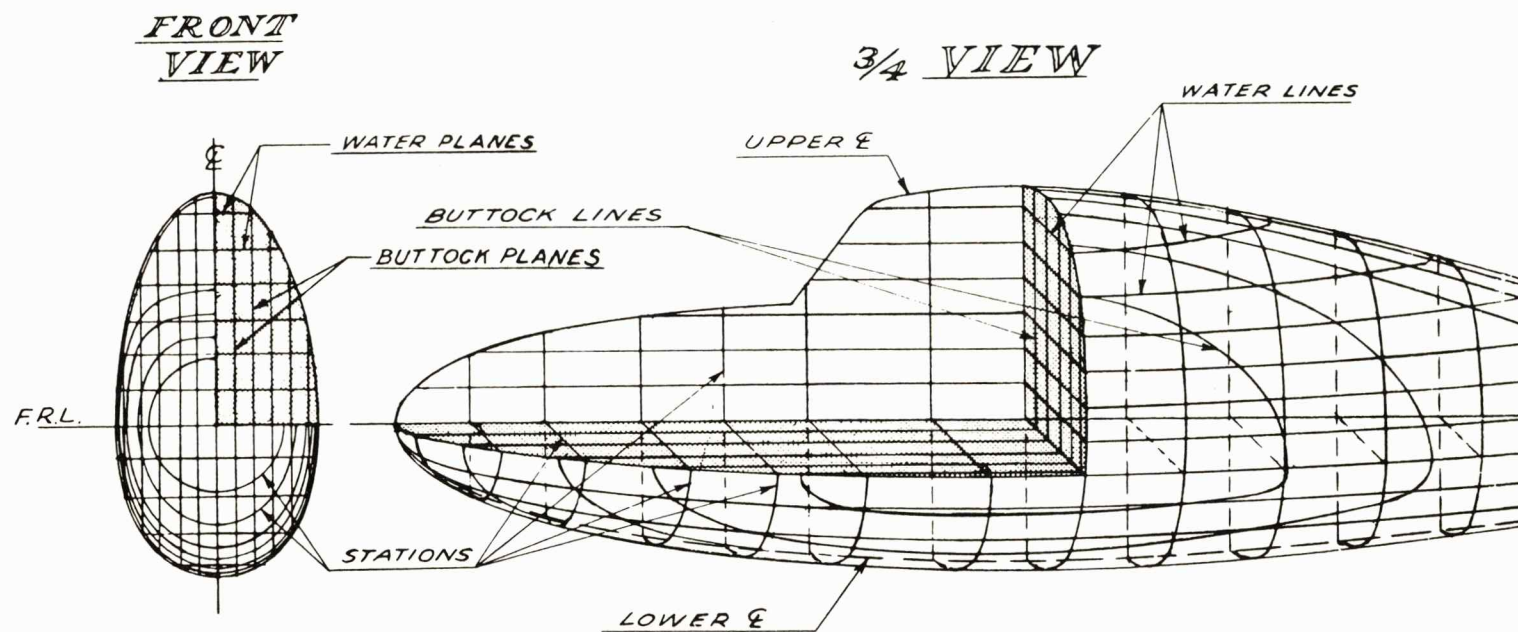 FRONT
VIEW
3/4 VIEW
WATER LINES
℄
WATER PLANES
UPPER ℄
BUTTOCK LINES
BUTTOCK PLANES
F.R.L.
STATIONS
LOWER ℄